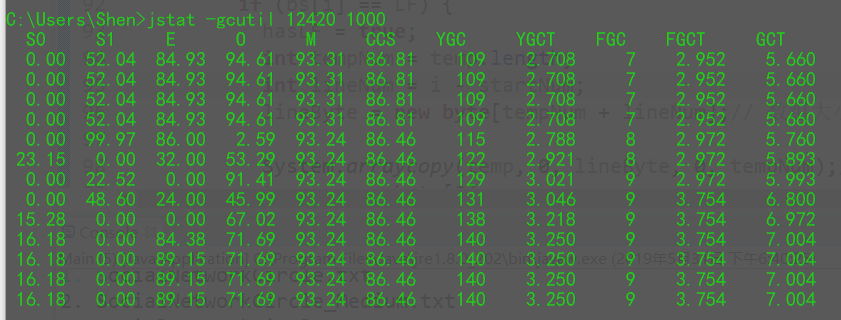 C:\Users\Shen>jstat -gcutil 12420 1000
S0 S1 E O M CCS YGC YGCT FGC FGCT GCT
0.00 52.04 84.93 94.61 93.31 86.81 109 2.708 7 2.952 5.660
0.00 52.04 84.93 94.61 93.31 86.81 109 2.708 7 2.952 5.660
0.00 52.04 84.93 94.61 93.31 86.81 109 2.708 7 2.952 5.660
0.00 52.04 84.93 94.61 93.31 86.81 109 2.708 7 2.952 5.660
0.00 99.97 86.00 2.59 93.24 86.46 115 2.788 8 2.972 5.760
23.15 0.00 32.00 53.29 93.24 86.46 122 2.921 8 2.972 5.893
0.00 22.52 0.00 91.41 93.24 86.46 129 3.021 9 2.972 5.993
0.00 48.60 24.00 45.99 93.24 86.46 131 3.046 9 3.754 6.800
15.28 0.00 0.00 67.02 93.24 86.46 138 3.218 9 3.754 6.972
16.18 0.00 84.38 71.69 93.24 86.46 140 3.250 9 3.754 7.004
16.18 0.00 89.15 71.69 93.24 86.46 140 3.250 9 3.754 7.004
16.18 0.00 89.15 71.69 93.24 86.46 140 3.250 9 3.754 7.004
16.18 0.00 89.15 71.69 93.24 86.46 140 3.250 9 3.754 7.004